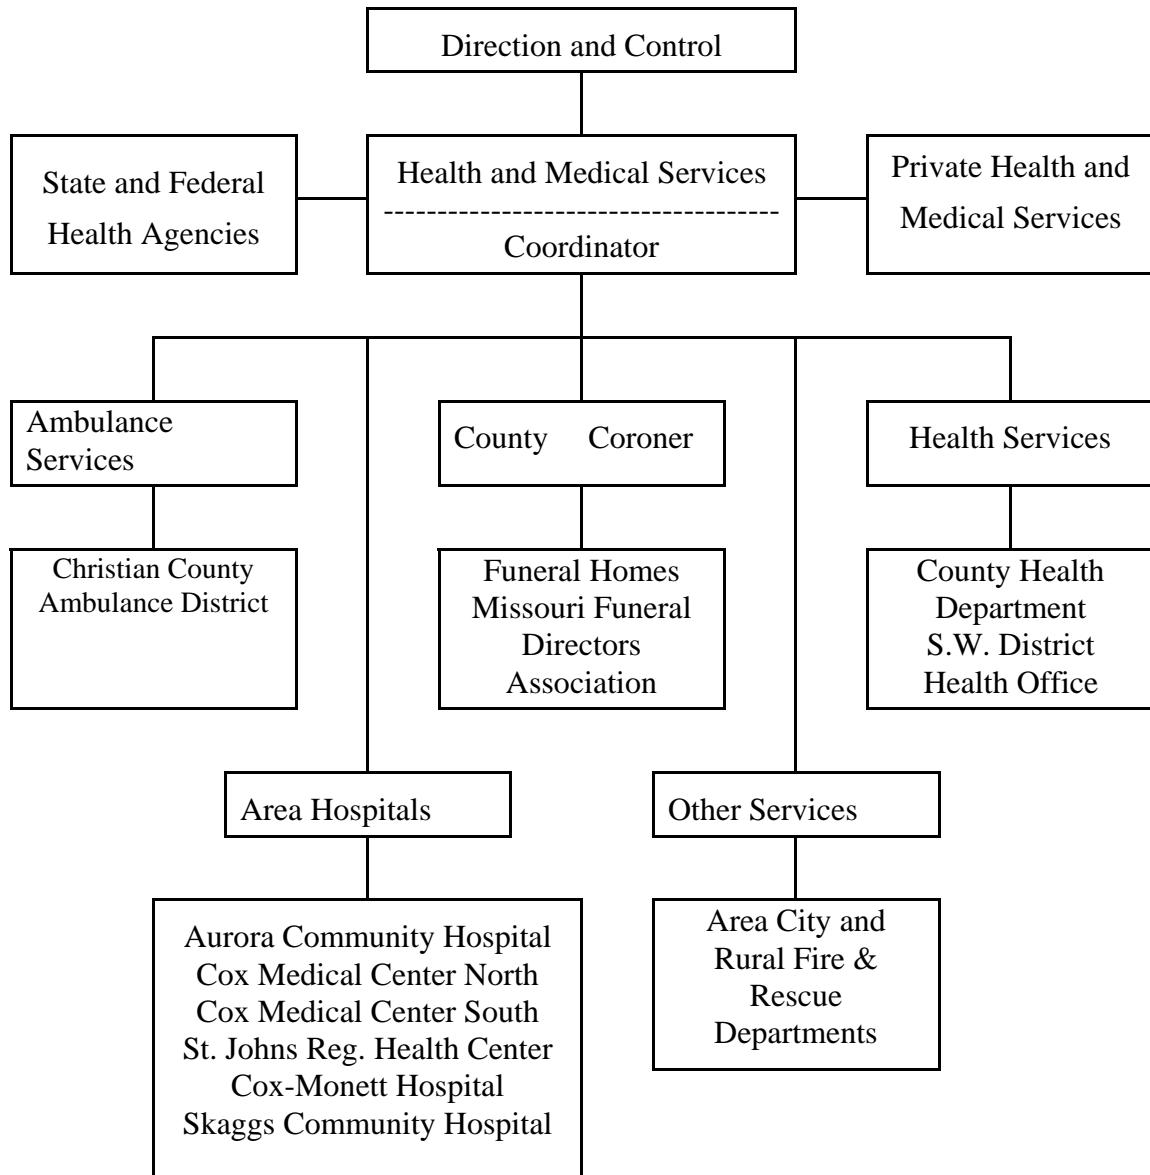 Direction and Control
State and Federal
Health Agencies
Health and Medical Services
-------------------------------------
Coordinator
Private Health and
Medical Services
Ambulance
Services
County Coroner
Health Services
Christian County
Ambulance District
Funeral Homes
Missouri Funeral
Directors
Association
County Health
Department
S.W. District
Health Office
Area Hospitals
Other Services
Aurora Community Hospital
Cox Medical Center North
Cox Medical Center South
St. Johns Reg. Health Center
Cox-Monett Hospital
Skaggs Community Hospital
Area City and
Rural Fire &
Rescue
Departments